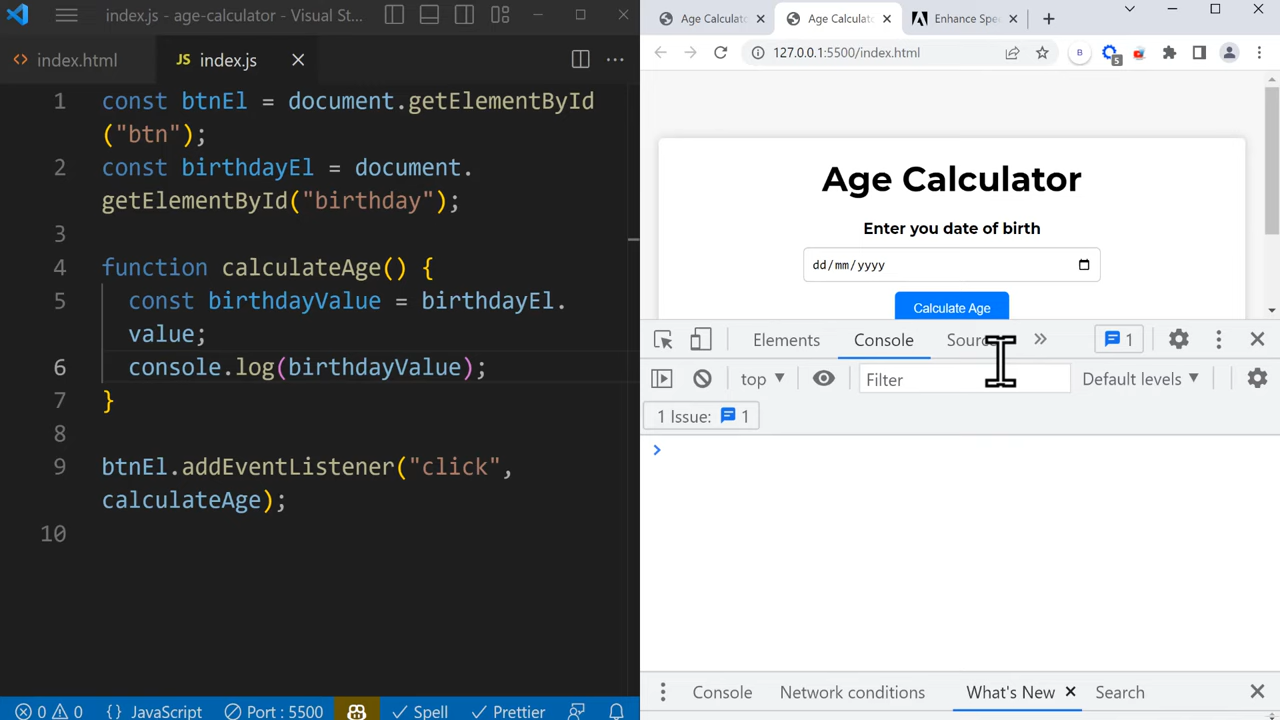 index.js - age-calculator - Visual St...
index.html
JS index.js
1 const btnEl = document.getElementById
("btn");
2 const birthdayEl = document.
getElementById("birthday");
3
4 function calculateAge() {
5 const birthdayValue = birthdayEl.
value;
6 console.log(birthdayValue);
7 }
8
9 btnEl.addEventListener("click",
calculateAge);
10
0 0 {} JavaScript Port : 5500 Spell Prettier
Age Calculat
Age Calculat
Enhance Spe
127.0.0.1:5500/index.html
B
5
Age Calculator
Enter you date of birth
dd/mm/yyyy
Calculate Age
Elements Console Sourc 1
top Filter Default levels
1 Issue: 1
Console Network conditions What's New Search